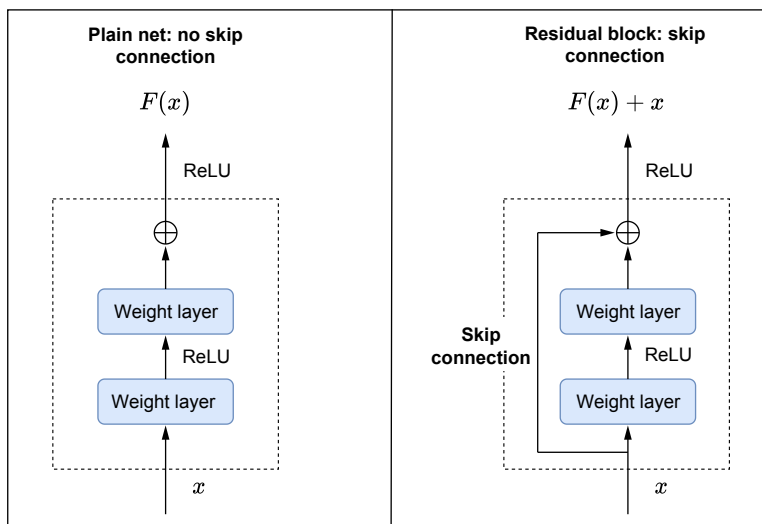 Plain net: no skip
connection
F(x)
ReLU
Weight layer
ReLU
Weight layer
x
Residual block: skip
connection
F(x) + x
ReLU
Weight layer
Skip
connection
ReLU
Weight layer
x